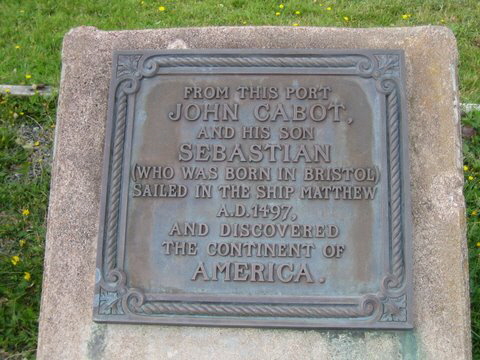 FROM THIS PORT
JOHN CABOT,
AND HIS SON
SEBASTIAN
(WHO WAS BORN IN BRISTOL)
SAILED IN THE SHIP MATTHEW
A.D.1497,
AND DISCOVERED
THE CONTINENT OF
AMERICA.